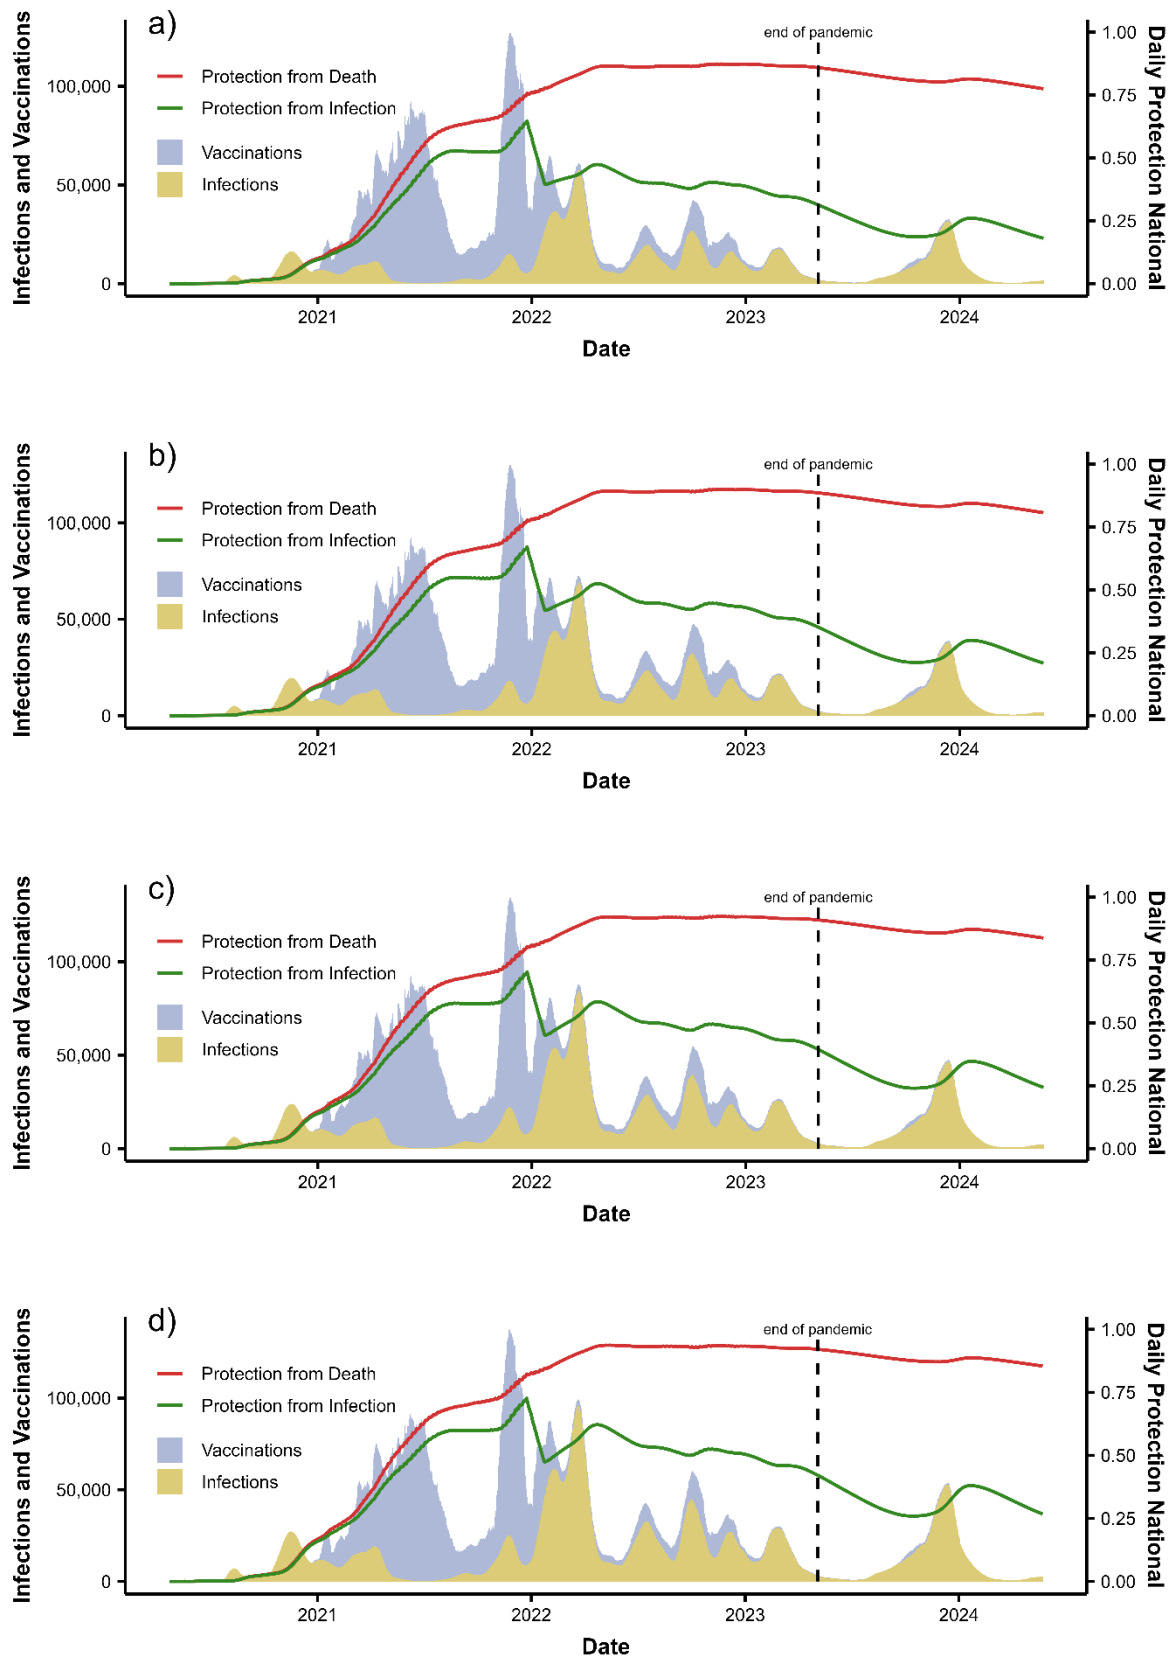 a)
end of pandemic
Protection from Death
Protection from Infection
Vaccinations
Infections
Infections and Vaccinations
100,000
50,000
0
1.00
0.75
0.50
0.25
0.00
Daily Protection National
2021 2022 2023 2024
Date
b)
end of pandemic
Protection from Death
Protection from Infection
Vaccinations
Infections
Infections and Vaccinations
100,000
50,000
0
1.00
0.75
0.50
0.25
0.00
Daily Protection National
2021 2022 2023 2024
Date
c)
end of pandemic
Protection from Death
Protection from Infection
Vaccinations
Infections
Infections and Vaccinations
100,000
50,000
0
1.00
0.75
0.50
0.25
0.00
Daily Protection National
2021 2022 2023 2024
Date
d)
end of pandemic
Protection from Death
Protection from Infection
Vaccinations
Infections
Infections and Vaccinations
100,000
50,000
0
1.00
0.75
0.50
0.25
0.00
Daily Protection National
2021 2022 2023 2024
Date